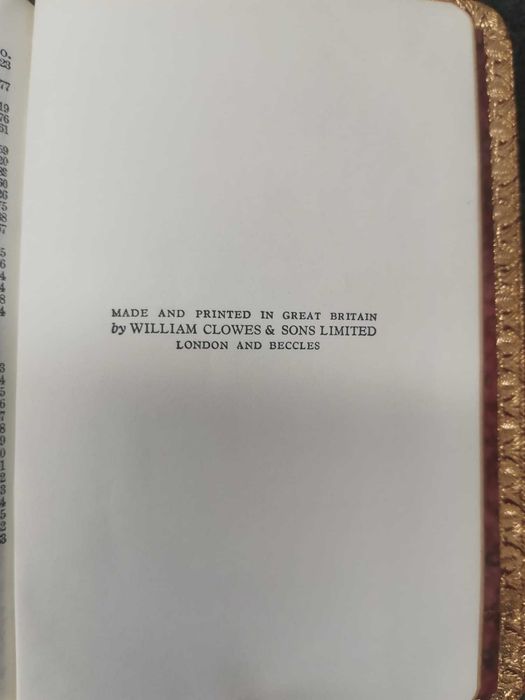 MADE AND PRINTED IN GREAT BRITAIN
by WILLIAM CLOWES & SONS LIMITED
LONDON AND BECCLES